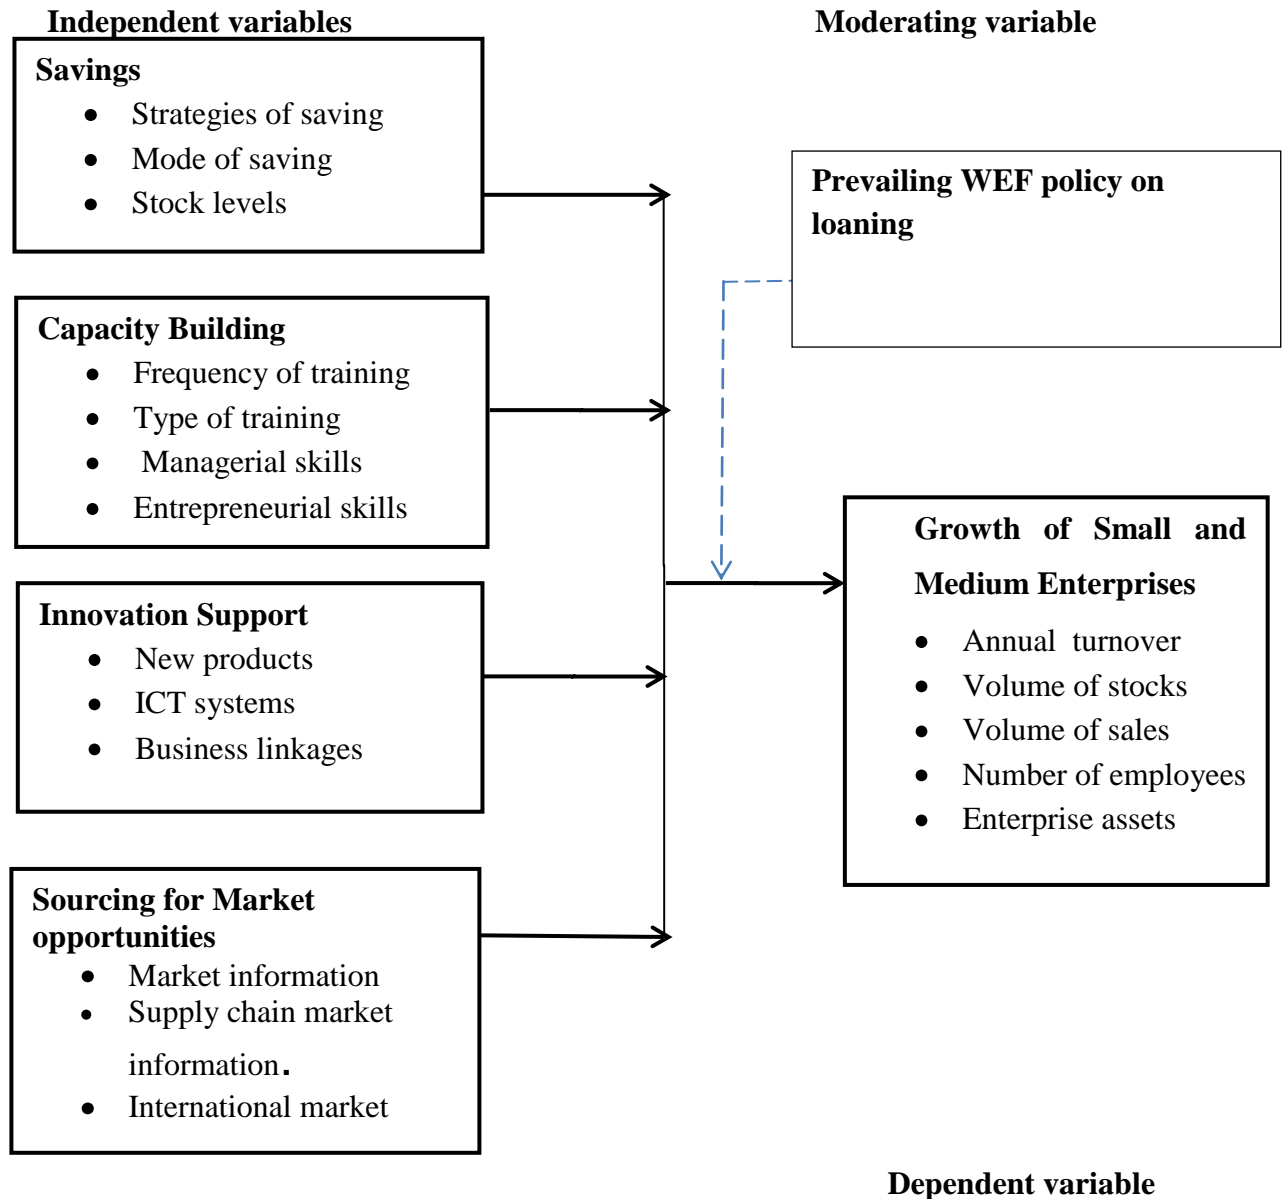 Independent variables
Moderating variable
Savings
• Strategies of saving
• Mode of saving
• Stock levels
Prevailing WEF policy on
loaning
Capacity Building
• Frequency of training
• Type of training
• Managerial skills
• Entrepreneurial skills
Growth of Small and
Medium Enterprises
• Annual turnover
• Volume of stocks
• Volume of sales
• Number of employees
• Enterprise assets
Innovation Support
• New products
• ICT systems
• Business linkages
Sourcing for Market
opportunities
• Market information
• Supply chain market
information.
• International market
Dependent variable